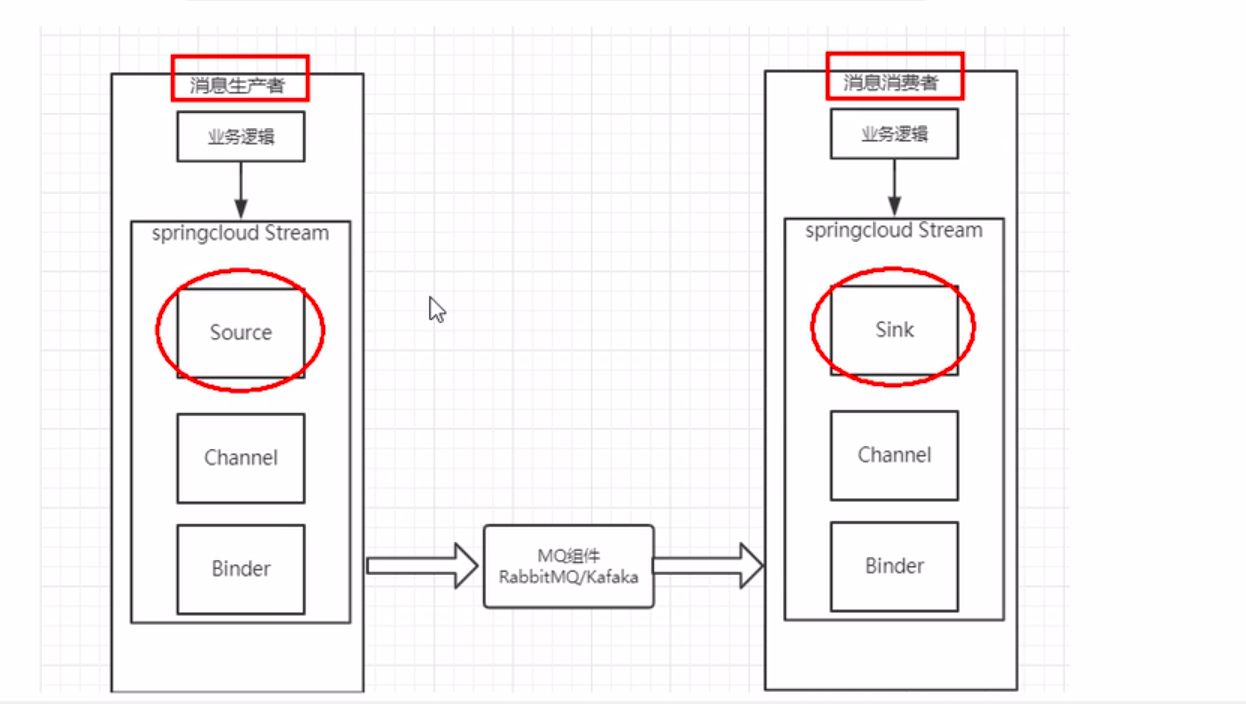 消息生产者
业务逻辑
springcloud Stream
Source
Channel
Binder
MQ组件
RabbitMQ/Kafaka
消息消费者
业务逻辑
springcloud Stream
Sink
Channel
Binder